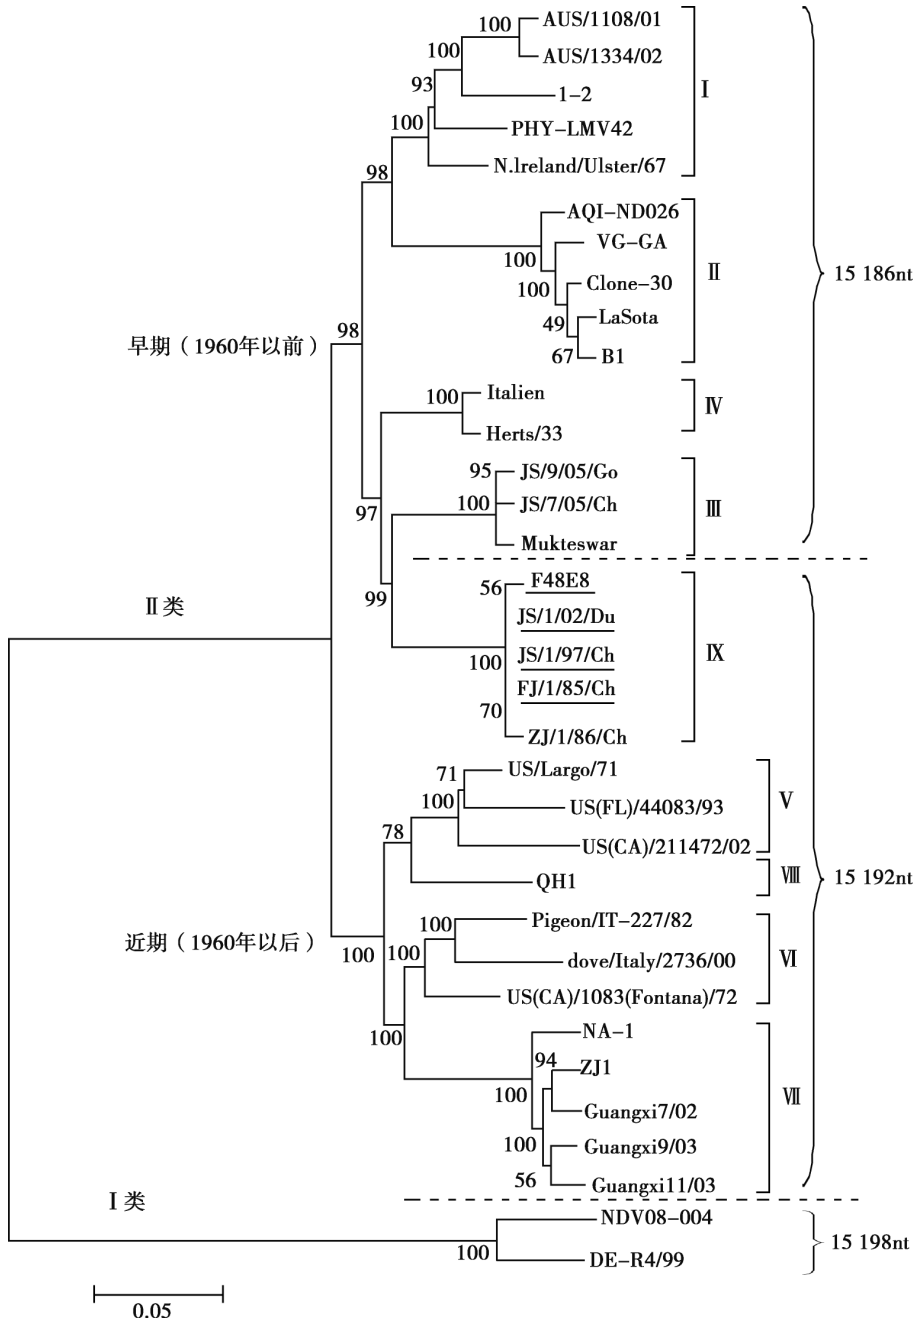 100
AUS/1108/01
100
AUS/1334/02
93
1-2
Ⅰ
100
PHY-LMV42
N.lreland/Ulster/67
98
AQI-ND026
VG-GA
100
Clone-30
Ⅱ
15 186nt
100
LaSota
49
67
B1
98
早期（1960年以前）
100
Italien
Ⅳ
Herts/33
95
JS/9/05/Go
100
JS/7/05/Ch
Ⅲ
97
Mukteswar
56
F48E8
99
JS/1/02/Du
Ⅱ类
100
JS/1/97/Ch
Ⅸ
FJ/1/85/Ch
70
ZJ/1/86/Ch
71
US/Largo/71
100
US(FL)/44083/93
Ⅴ
78
US(CA)/211472/02
QH1
Ⅷ
15 192nt
100
Pigeon/IT-227/82
近期（1960年以后）
100
100
dove/Italy/2736/00
Ⅵ
US(CA)/1083(Fontana)/72
100
NA-1
94
ZJ1
100
Guangxi7/02
Ⅶ
100
Guangxi9/03
56
Guangxi11/03
Ⅰ类
NDV08-004
100
DE-R4/99
15 198nt
0.05